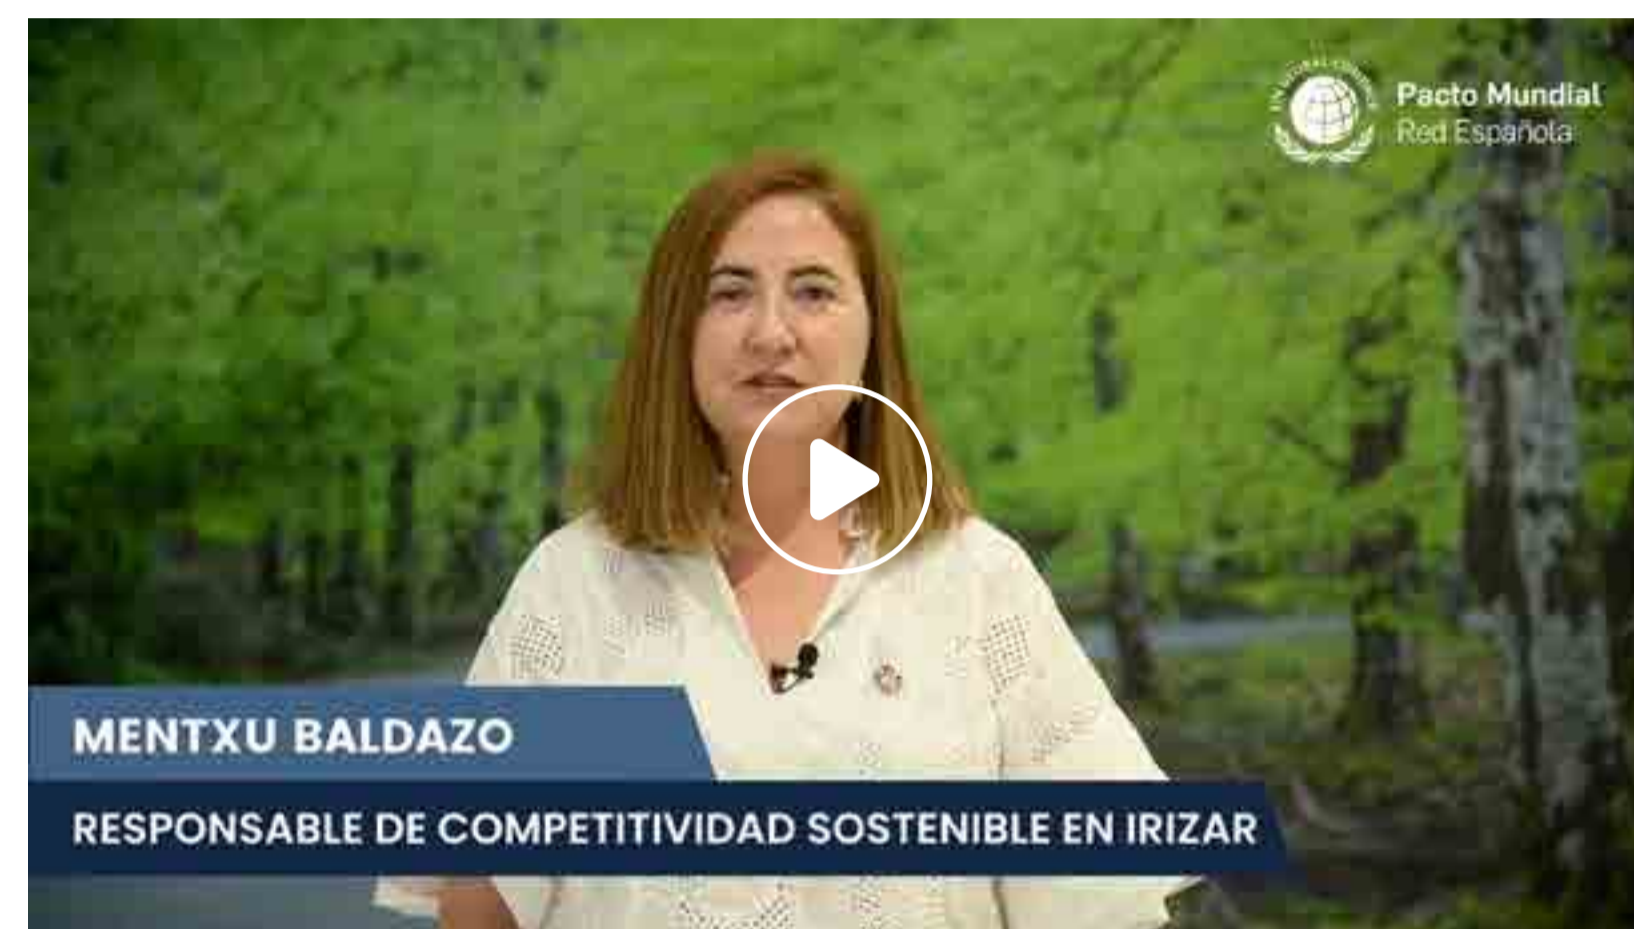 Pacto Mundial
Red Española
MENTXU BALDAZO
RESPONSABLE DE COMPETITIVIDAD SOSTENIBLE EN IRIZAR